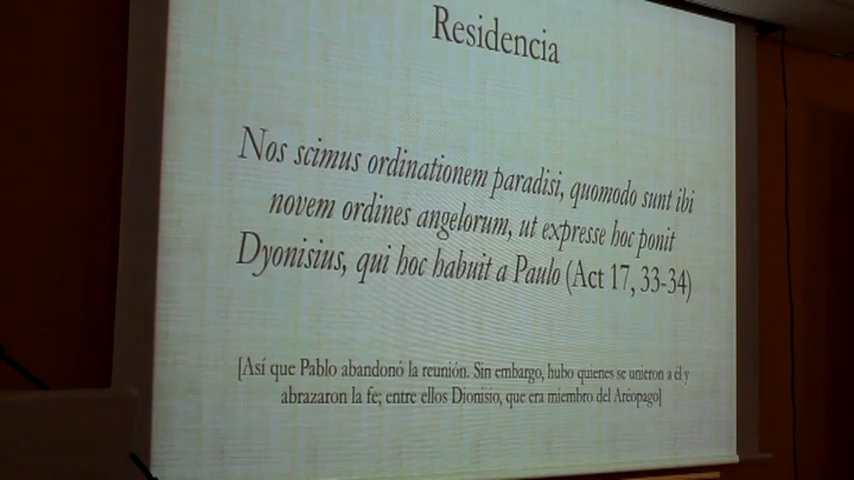 Residencia
Nos scimus ordinationem paradisi, quomodo sunt ibi
novem ordines angelorum, ut expresse hoc ponit
Dyonisius, qui hoc habuit a Paulo (Act 17, 33-34)
[Así que Pablo abandonó la reunión. Sin embargo, hubo quienes se unieron a él y
abrazaron la fe; entre ellos Dionisio, que era miembro del Aréopago]